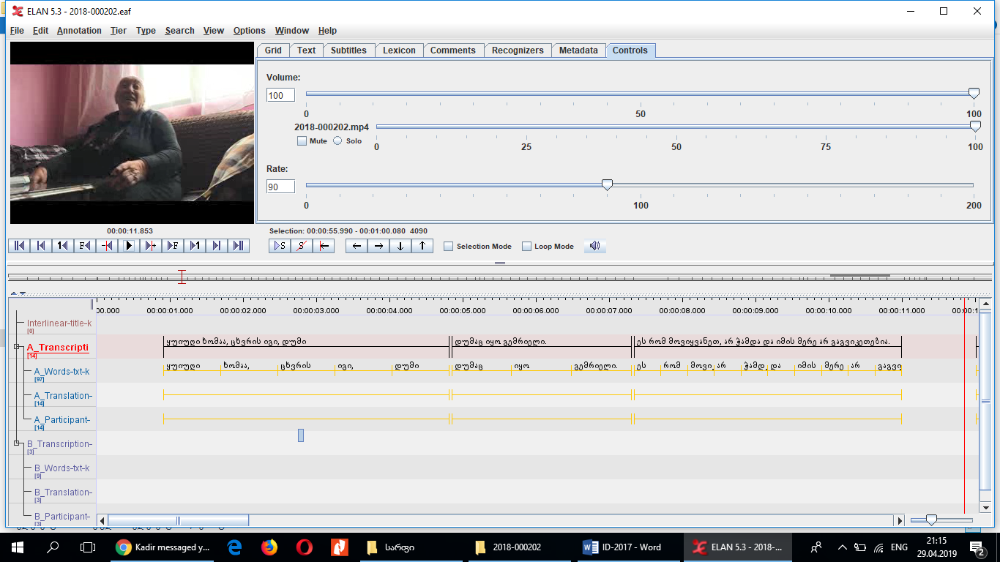 ELAN 5.3 - 2018-000202.eaf
File Edit Annotation Tier Type Search View Options Window Help
Grid Text Subtitles Lexicon Comments Recognizers Metadata Controls
Volume:
100
0 50 100
2018-000202.mp4
Mute Solo
0 25 50 75 100
Rate:
90
0 100 200
00:00:11.853
Selection: 00:00:55.990 - 00:01:00.080 4090
Selection Mode Loop Mode
00.000 00:00:01.000 00:00:02.000 00:00:03.000 00:00:04.000 00:00:05.000 00:00:06.000 00:00:07.000 00:00:08.000 00:00:09.000 00:00:10.000 00:00:11.000 00:00:1
Interlinear-title-k
[0]
A_Transcripti
[14]
ყუიუღი ხომაა, ცხვრის იგი, დუმი
დუმაც იყო გემრიელი.
ეს რომ მოვიყვანეთ, არ ჭამდა და იმის მერე არ გაგვიკეთებია.
A_Words-txt-k
[97]
ყუიუღი ხომაა, ცხვრის იგი, დუმი დუმაც იყო გემრიელი. ეს რომ მოვი, არ ჭამდ, და იმის მერე არ გაგვი
A_Translation-
[14]
A_Participant-
[14]
B_Transcription-
[3]
B_Words-txt-k
[9]
B_Translation-
[3]
B_Participant-
[3]
Kadir messaged y... სარფი 2018-000202 ID-2017 - Word ELAN 5.3 - 2018-... ENG
21:15
29.04.2019
2